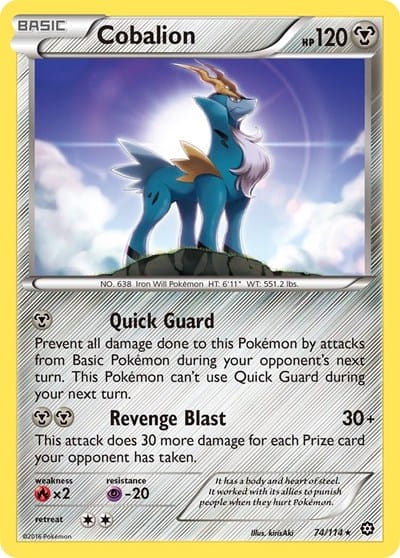 BASIC
Cobalion
HP 120
NO. 638 Iron Will Pokémon HT: 6'11" WT: 551.2 lbs.
Quick Guard
Prevent all damage done to this Pokémon by attacks
from Basic Pokémon during your opponent's next
turn. This Pokémon can't use Quick Guard during
your next turn.
Revenge Blast 30+
This attack does 30 more damage for each Prize card
your opponent has taken.
weakness resistance
×2 -20
retreat
It has a body and heart of steel.
It worked with its allies to punish
people when they hurt Pokémon.
©2016 Pokémon
Illus. kirisAki
74/114 ★